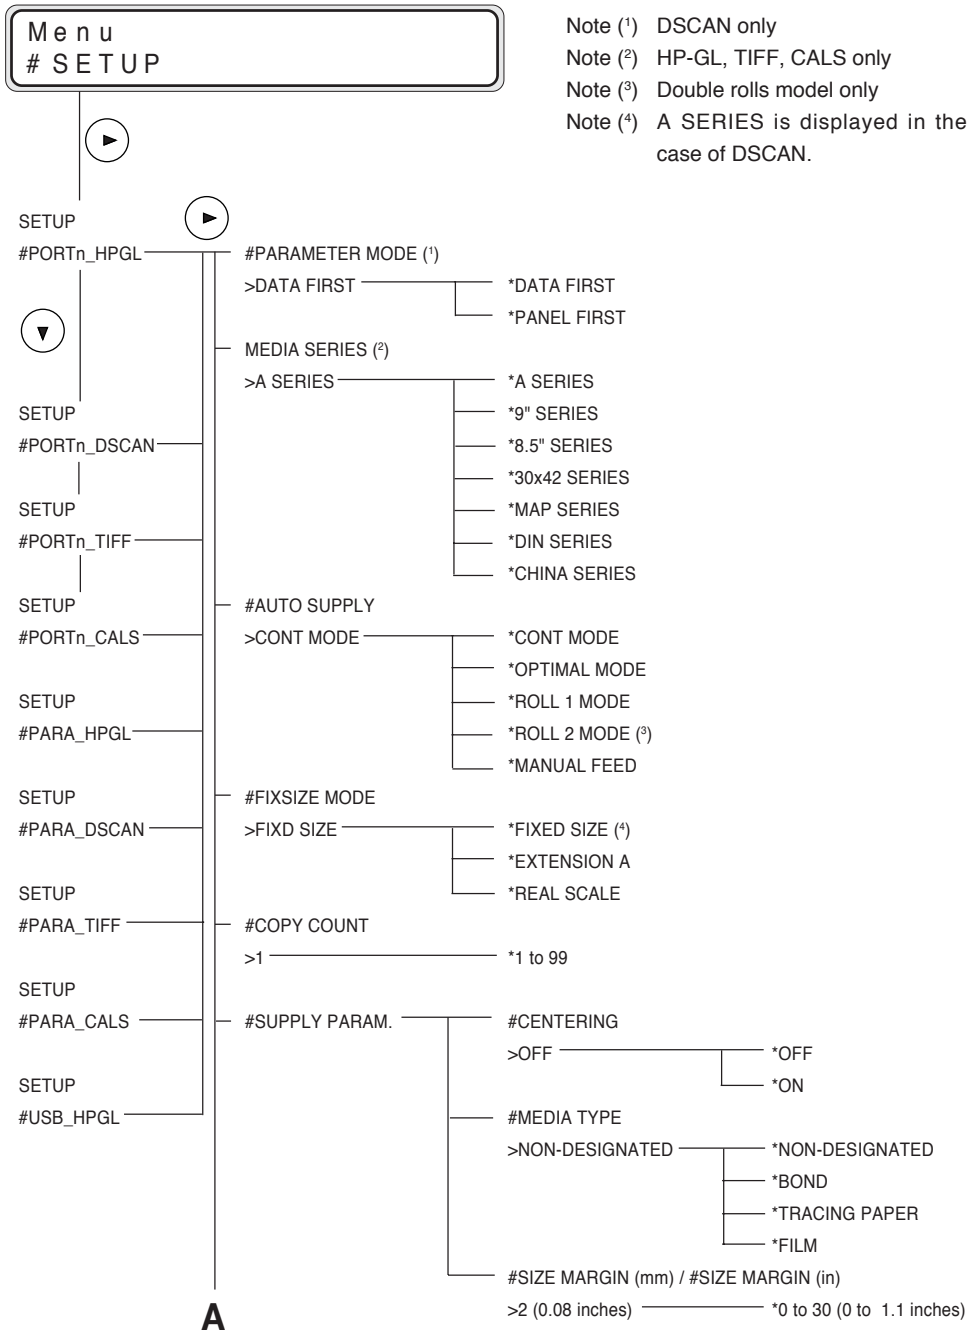 Menu
# SETUP
Note (1) DSCAN only
Note (2) HP-GL, TIFF, CALS only
Note (3) Double rolls model only
Note (4) A SERIES is displayed in the
case of DSCAN.
SETUP
#PORTn_HPGL
#PARAMETER MODE (1)
>DATA FIRST
*DATA FIRST
*PANEL FIRST
MEDIA SERIES (2)
>A SERIES
*A SERIES
SETUP
*9" SERIES
#PORTn_DSCAN
*8.5" SERIES
*30x42 SERIES
SETUP
*MAP SERIES
#PORTn_TIFF
*DIN SERIES
*CHINA SERIES
SETUP
#AUTO SUPPLY
#PORTn_CALS
>CONT MODE
*CONT MODE
*OPTIMAL MODE
SETUP
*ROLL 1 MODE
#PARA_HPGL
*ROLL 2 MODE (3)
*MANUAL FEED
SETUP
#FIXSIZE MODE
#PARA_DSCAN
>FIXD SIZE
*FIXED SIZE (4)
*EXTENSION A
SETUP
*REAL SCALE
#PARA_TIFF
#COPY COUNT
>1
*1 to 99
SETUP
#PARA_CALS
#SUPPLY PARAM.
#CENTERING
>OFF
*OFF
SETUP
*ON
#USB_HPGL
#MEDIA TYPE
>NON-DESIGNATED
*NON-DESIGNATED
*BOND
*TRACING PAPER
*FILM
#SIZE MARGIN (mm) / #SIZE MARGIN (in)
>2 (0.08 inches)
*0 to 30 (0 to 1.1 inches)
A